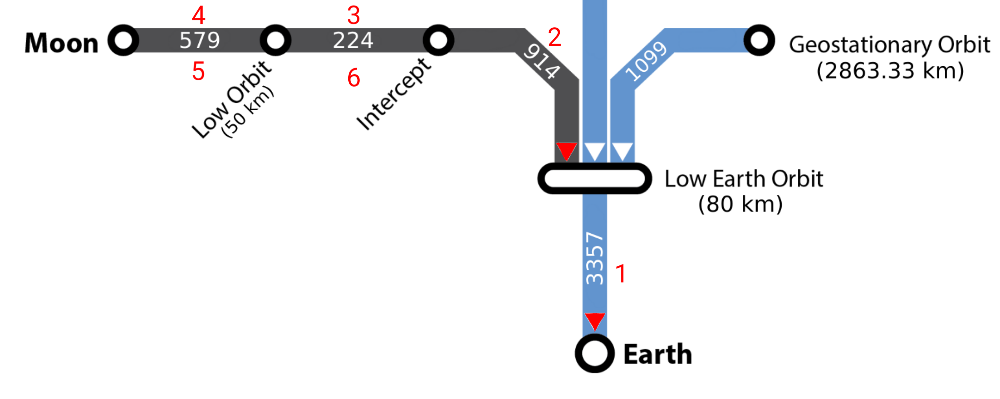 4
3
2
Moon
579
224
914
1099
Geostationary Orbit
(2863.33 km)
5
6
Low Orbit
(50 km)
Intercept
Low Earth Orbit
(80 km)
3357
1
Earth